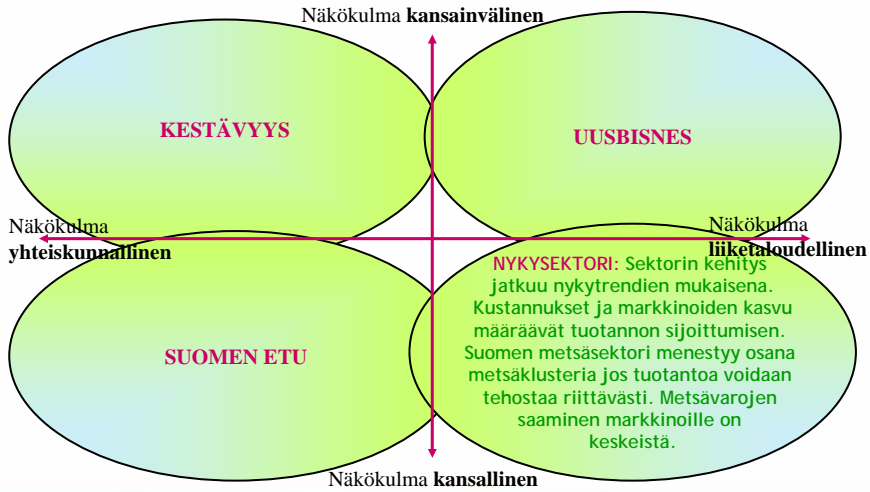 Näkökulma kansainvälinen
KESTÄVYYS
UUSBISNES
Näkökulma
yhteiskunnallinen
Näkökulma
liiketaloudellinen
NYKYSEKTORI: Sektorin kehitys
jatkuu nykytrendien mukaisena.
Kustannukset ja markkinoiden kasvu
määräävät tuotannon sijoittumisen.
Suomen metsäsektori menestyy osana
metsäklusteria jos tuotantoa voidaan
tehostaa riittävästi. Metsävarojen
saaminen markkinoille on
keskeistä.
SUOMEN ETU
Näkökulma kansallinen